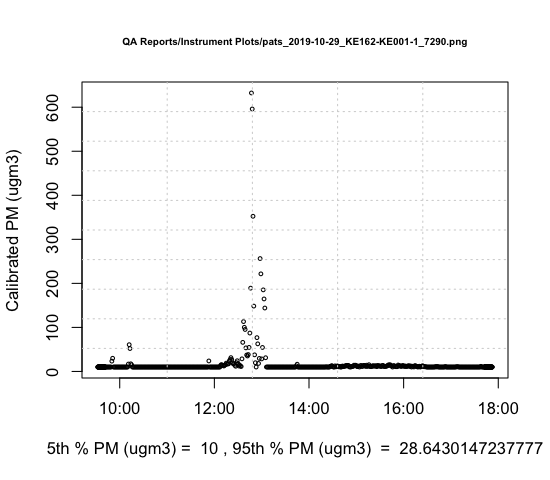 QA Reports/Instrument Plots/pats_2019-10-29_KE162-KE001-1_7290.png
Calibrated PM (ugm3)
600
500
400
300
200
100
0
10:00 12:00 14:00 16:00 18:00
5th % PM (ugm3) =  10 , 95th % PM (ugm3)  =  28.6430147237777